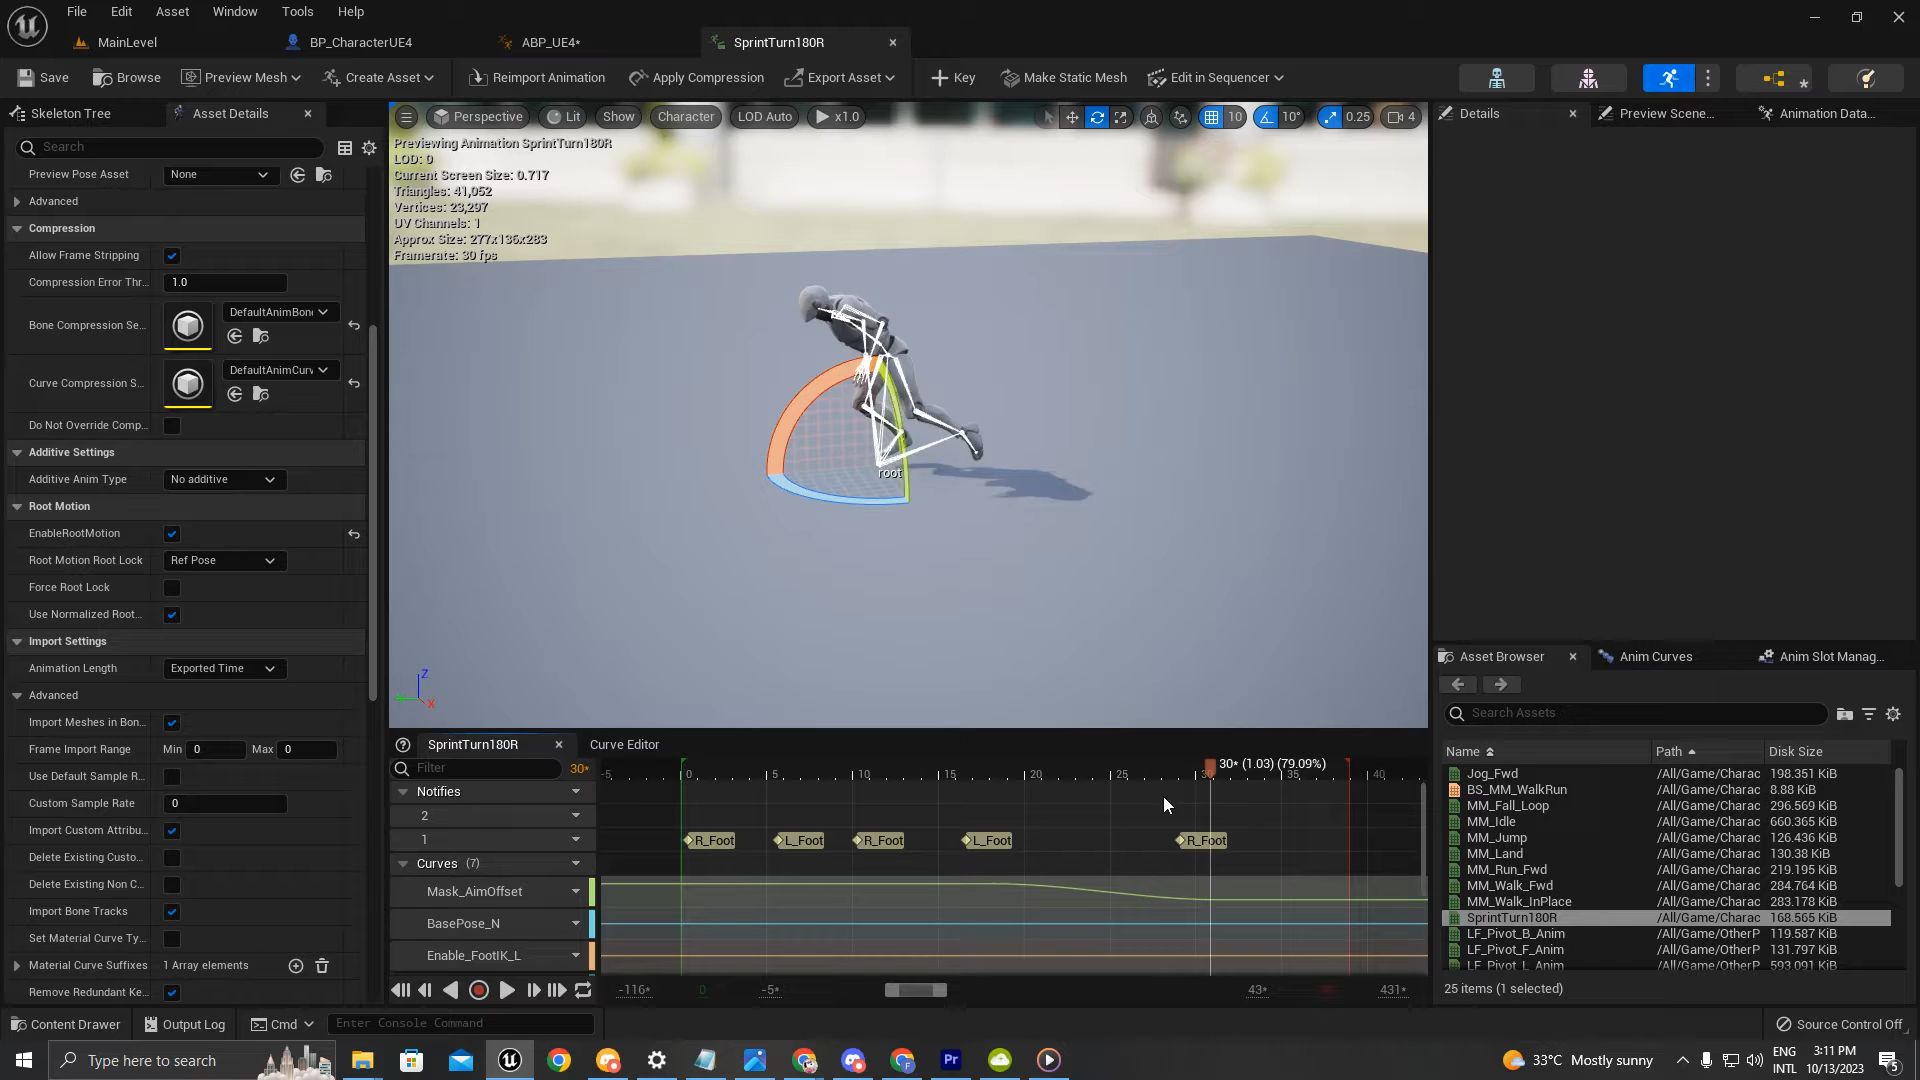 File Edit Asset Window Tools Help
MainLevel BP_CharacterUE4 ABP_UE4* SprintTurn180R
Save Browse Preview Mesh Create Asset Reimport Animation Apply Compression Export Asset Key Make Static Mesh Edit in Sequencer
Skeleton Tree Asset Details
Search
Preview Pose Asset None
Advanced
Compression
Allow Frame Stripping
Compression Error Thr... 1.0
Bone Compression Se... DefaultAnimBon
Curve Compression S... DefaultAnimCurv
Do Not Override Comp...
Additive Settings
Additive Anim Type No additive
Root Motion
EnableRootMotion
Root Motion Root Lock Ref Pose
Force Root Lock
Use Normalized Root...
Import Settings
Animation Length Exported Time
Advanced
Import Meshes in Bon...
Frame Import Range Min 0 Max 0
Use Default Sample R...
Custom Sample Rate 0
Import Custom Attribu...
Delete Existing Custo...
Delete Existing Non C...
Import Bone Tracks
Set Material Curve Ty...
Material Curve Suffixes 1 Array elements
Remove Redundant Ke...
Perspective Lit Show Character LOD Auto x1.0 10 10° 0.25 4
Previewing Animation SprintTurn180R
LOD: 0
Current Screen Size: 0.717
Triangles: 41,052
Vertices: 23,297
UV Channels: 1
Approx Size: 277x136x283
Framerate: 30 fps
root
Z
X
SprintTurn180R Curve Editor
Filter 30* -5 0 5 10 15 20 25 30* (1.03) (79.09%) 35 40
Notifies
2
1 R_Foot L_Foot R_Foot L_Foot R_Foot
Curves (7)
Mask_AimOffset
BasePose_N
Enable_FootIK_L
-116* 0 -5* 43* 431*
Details Preview Scene... Animation Data...
Asset Browser Anim Curves Anim Slot Manag...
Search Assets
Name Path Disk Size
Jog_Fwd /All/Game/Charac 198.351 KiB
BS_MM_WalkRun /All/Game/Charac 8.88 KiB
MM_Fall_Loop /All/Game/Charac 296.569 KiB
MM_Idle /All/Game/Charac 660.365 KiB
MM_Jump /All/Game/Charac 126.436 KiB
MM_Land /All/Game/Charac 130.38 KiB
MM_Run_Fwd /All/Game/Charac 219.195 KiB
MM_Walk_Fwd /All/Game/Charac 284.764 KiB
MM_Walk_InPlace /All/Game/Charac 283.178 KiB
SprintTurn180R /All/Game/Charac 168.565 KiB
LF_Pivot_B_Anim /All/Game/OtherP 119.587 KiB
LF_Pivot_F_Anim /All/Game/OtherP 131.797 KiB
LF_Pivot_L_Anim /All/Game/OtherP 593.091 KiB
25 items (1 selected)
Content Drawer Output Log Cmd Enter Console Command Source Control Off
Type here to search Pr 33°C Mostly sunny ENG INTL 3:11 PM 10/13/2023 5